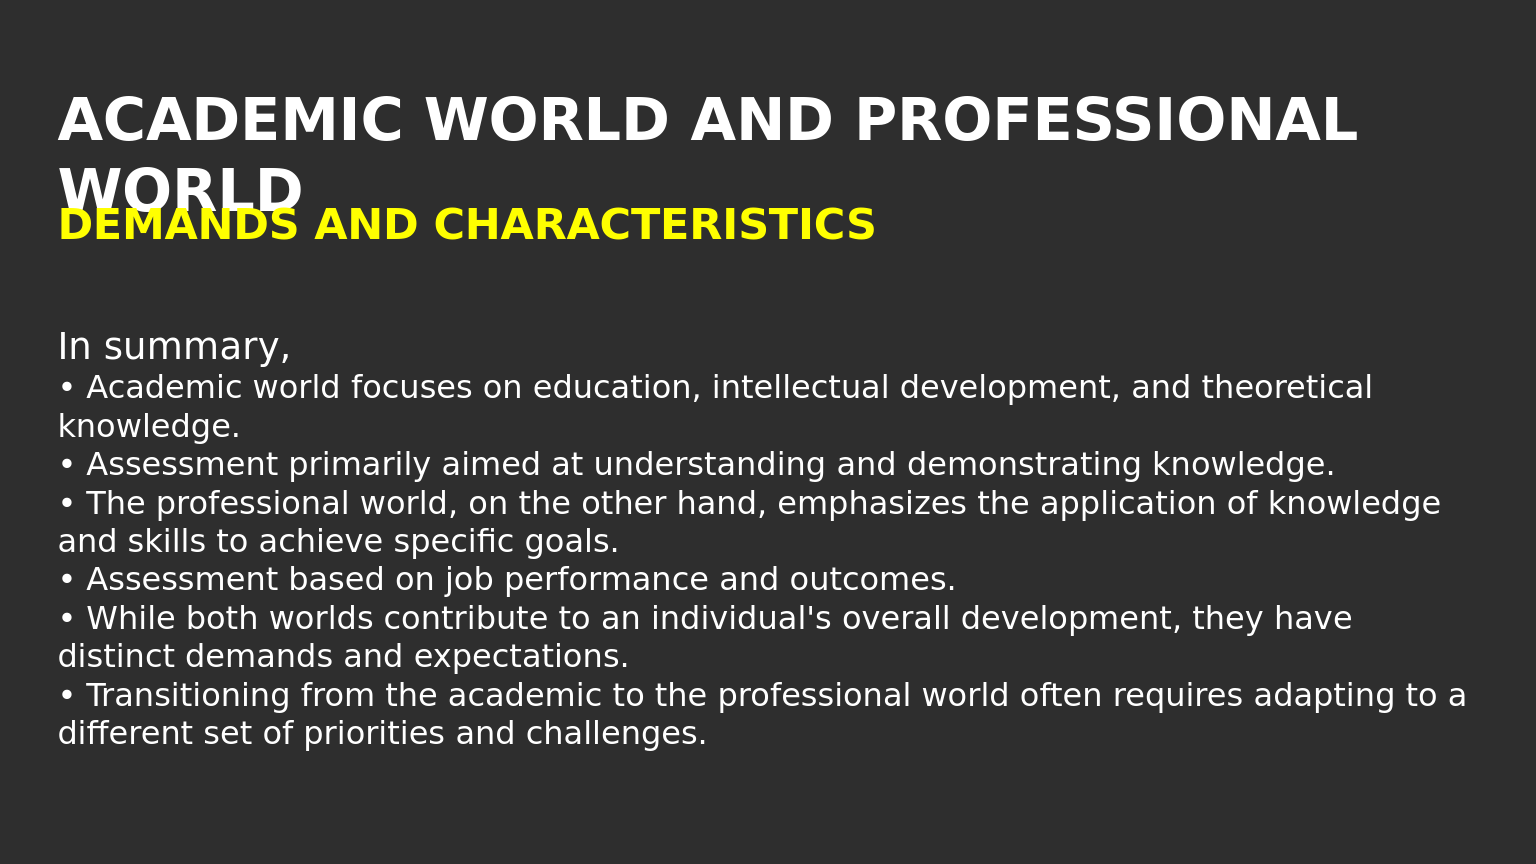 ACADEMIC WORLD AND PROFESSIONAL
WORLD
DEMANDS AND CHARACTERISTICS
In summary,
• Academic world focuses on education, intellectual development, and theoretical
knowledge.
• Assessment primarily aimed at understanding and demonstrating knowledge.
• The professional world, on the other hand, emphasizes the application of knowledge
and skills to achieve specific goals.
• Assessment based on job performance and outcomes.
• While both worlds contribute to an individual's overall development, they have
distinct demands and expectations.
• Transitioning from the academic to the professional world often requires adapting to a
different set of priorities and challenges.